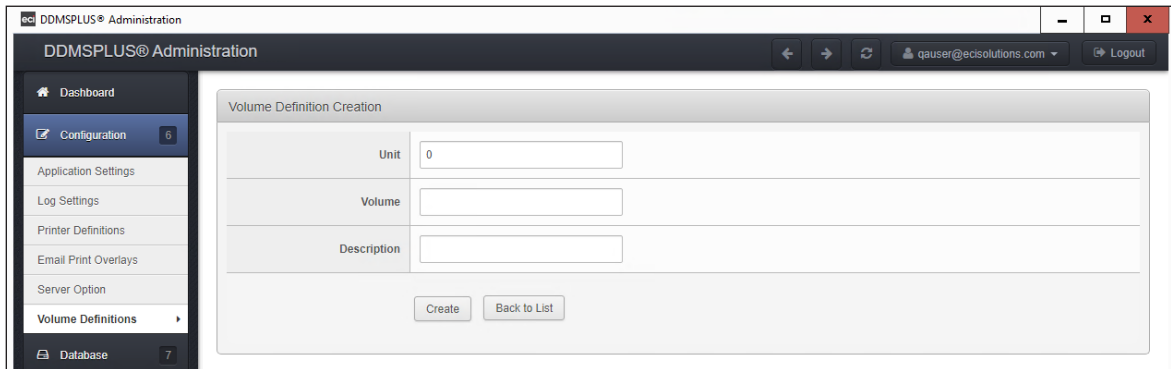 eci DDMSPLUS® Administration
DDMSPLUS® Administration
qauser@ecisolutions.com
Logout
Dashboard
Configuration 6
Application Settings
Log Settings
Printer Definitions
Email Print Overlays
Server Option
Volume Definitions
Database 7
Volume Definition Creation
Unit 0
Volume
Description
Create Back to List